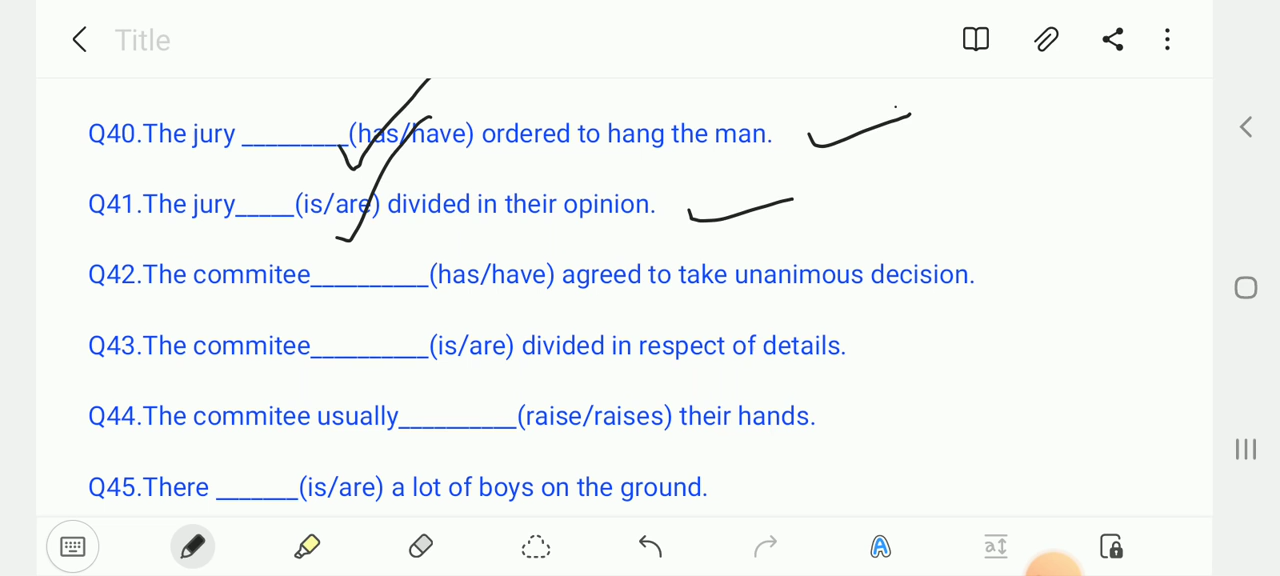 Title
Q40.The jury ________(has/have) ordered to hang the man.
Q41.The jury_____(is/are) divided in their opinion.
Q42.The commitee_________(has/have) agreed to take unanimous decision.
Q43.The commitee_________(is/are) divided in respect of details.
Q44.The commitee usually_________(raise/raises) their hands.
Q45.There ______(is/are) a lot of boys on the ground.